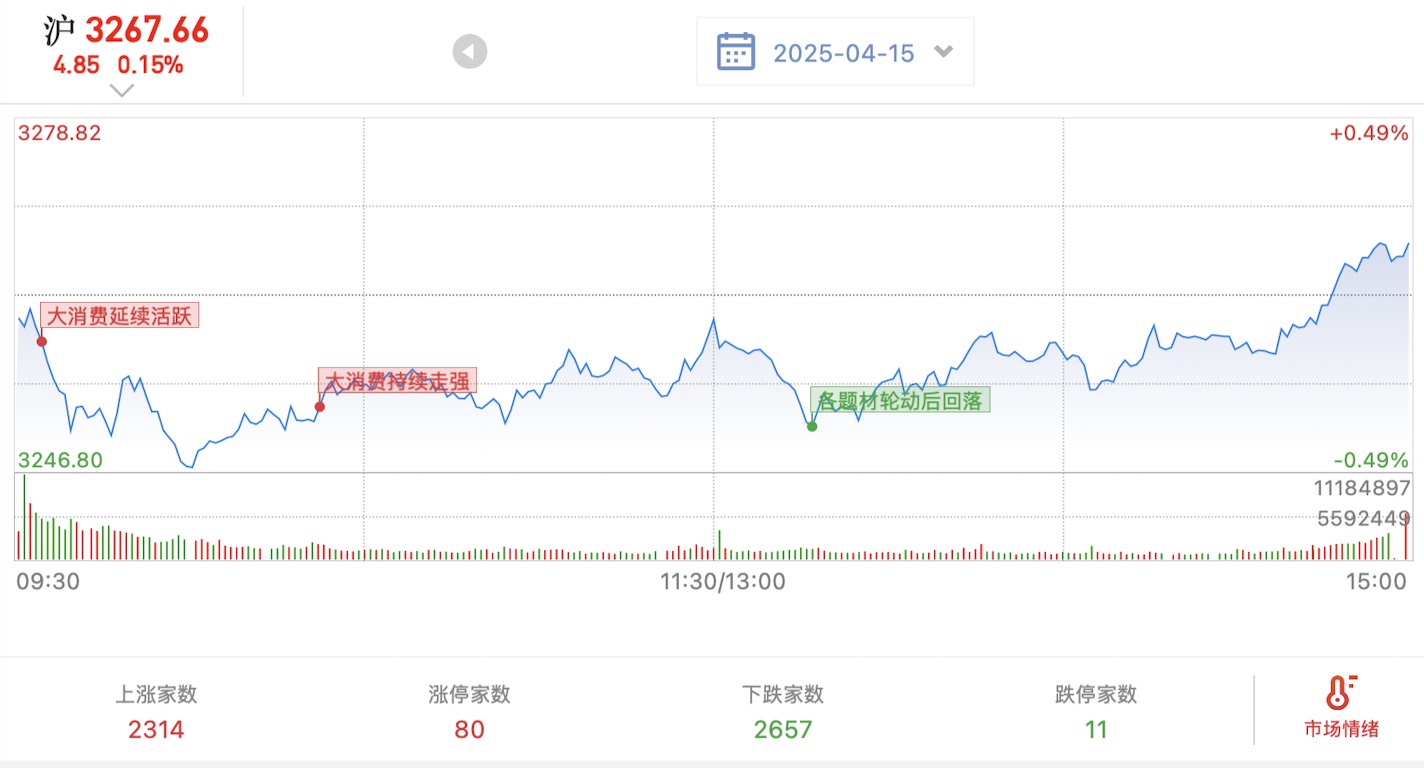 沪 3267.66
4.85 0.15%
2025-04-15
3278.82
+0.49%
大消费延续活跃
大消费持续走强
各题材轮动后回落
3246.80
-0.49%
11184897
5592449
09:30
11:30/13:00
15:00
上涨家数
涨停家数
下跌家数
跌停家数
2314
80
2657
11
市场情绪